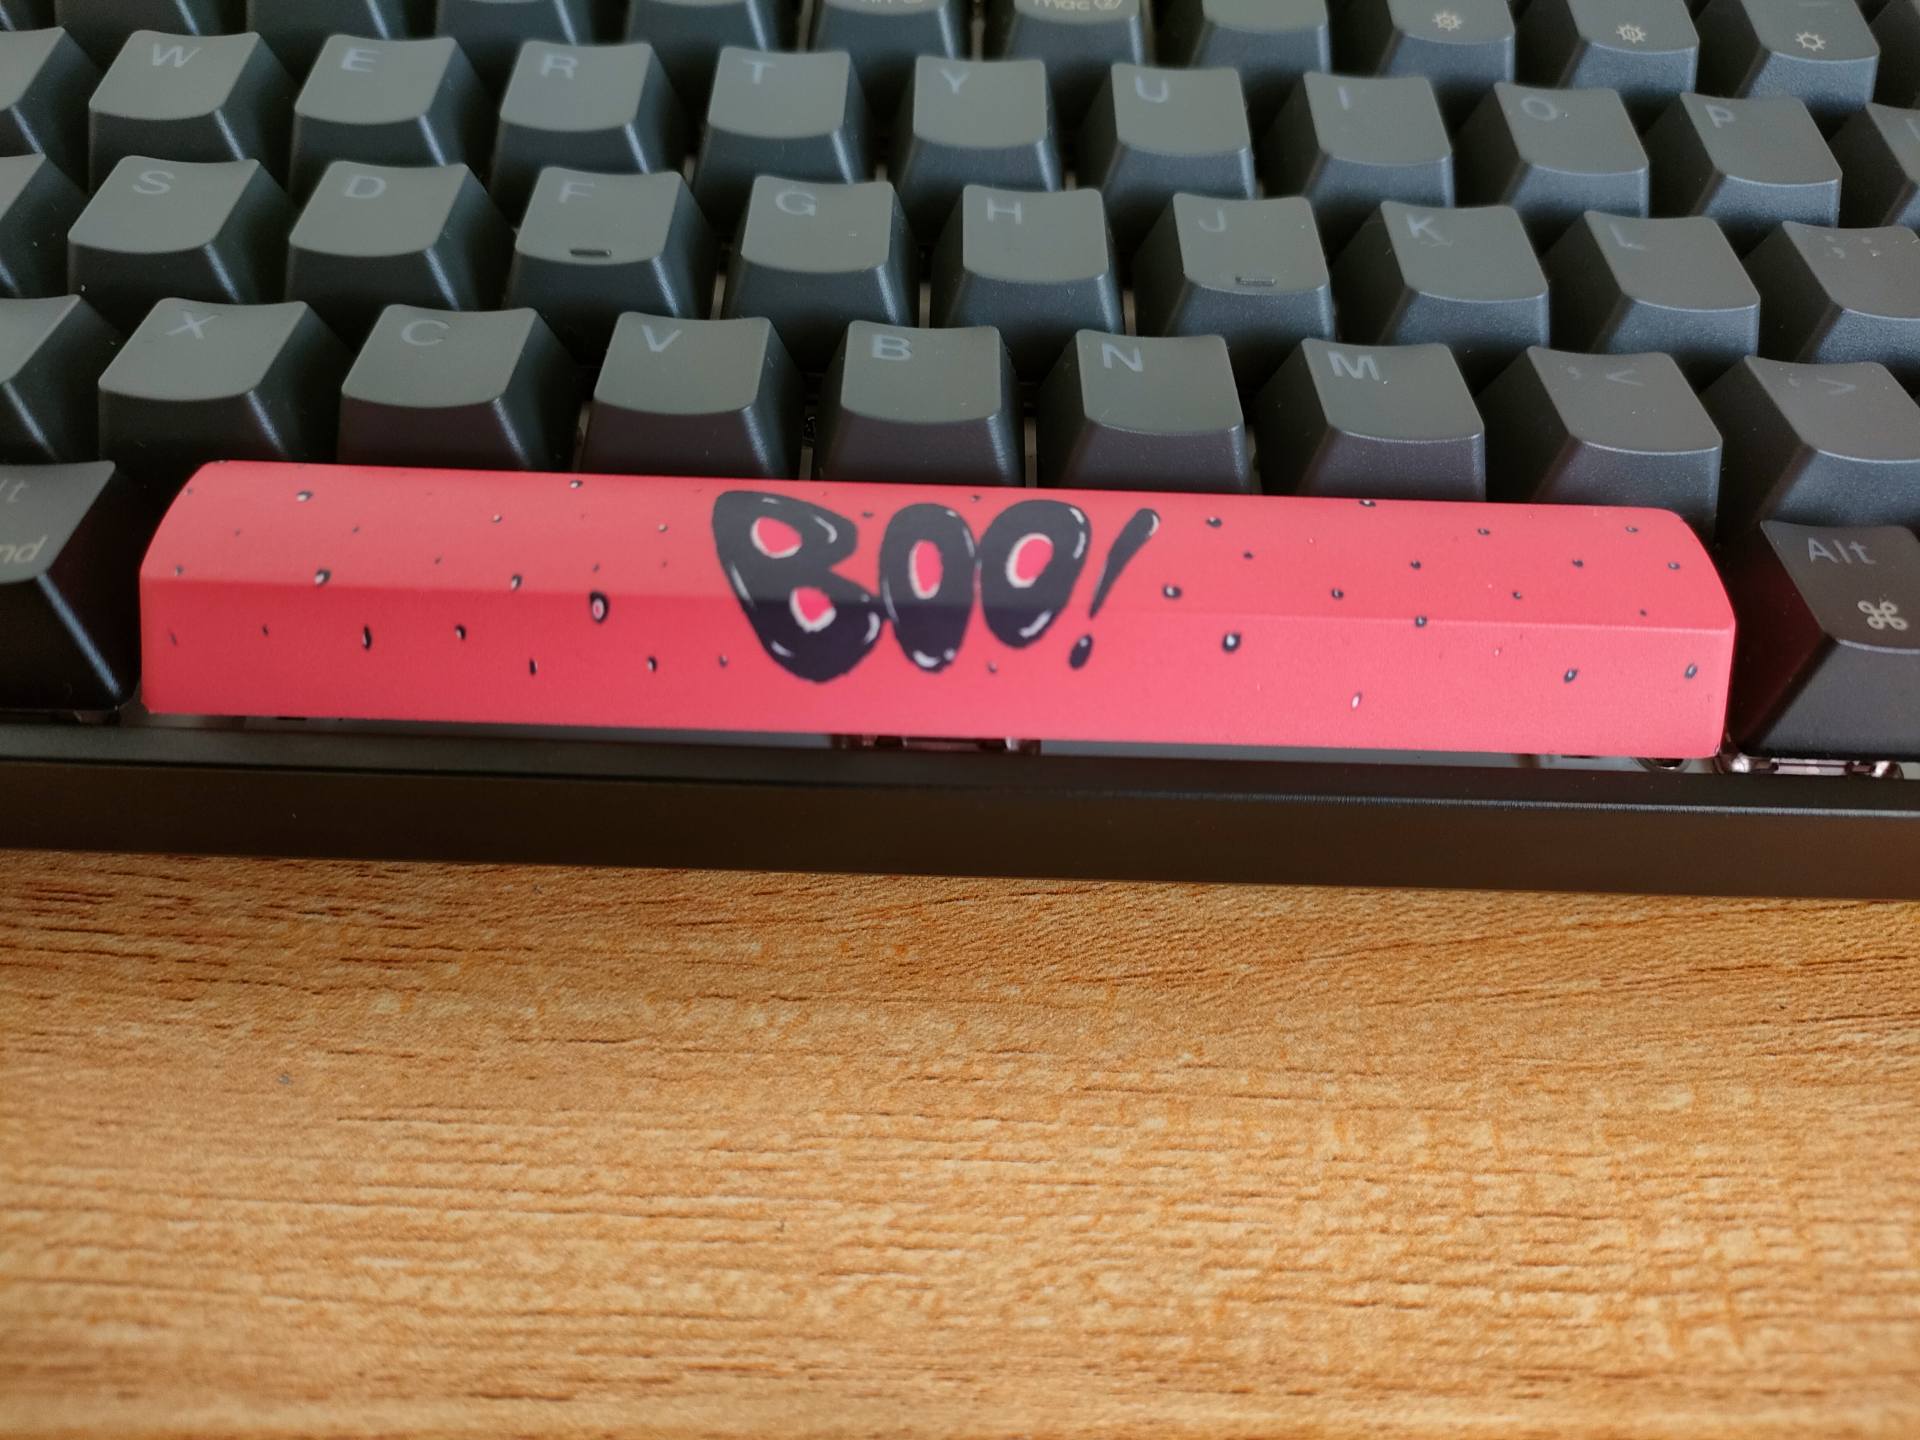 W E R T Y U I O P
S D F G H J K L ; :
X C V B N M < >
BOO!
Alt
⌘